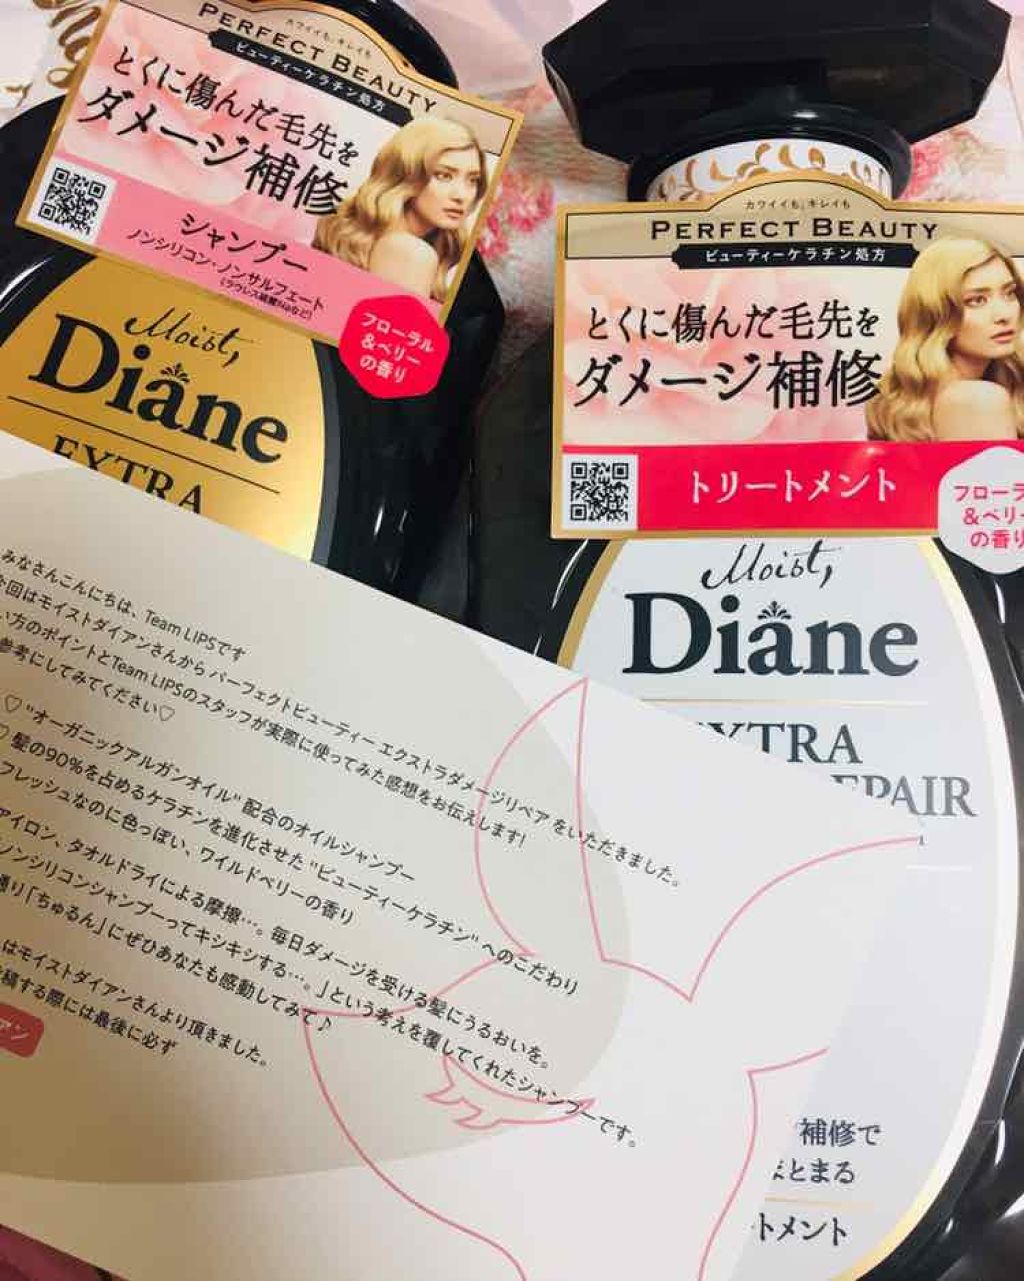 カワイイも、キレイも
PERFECT BEAUTY
ビューティーケラチン処方
とくに傷んだ毛先を
ダメージ補修
シャンプー
ノンシリコン・ノンサルフェート
フローラル
&ベリー
の香り
Moist,
Diane
EXTRA
カワイイも、キレイも
PERFECT BEAUTY
ビューティーケラチン処方
とくに傷んだ毛先を
ダメージ補修
トリートメント
フローラ
&ベリー
の香り
Moist,
Diane
XTRA
EPAIR
補修で
まとまる
トメント
みなさんこんにちは、Team LIPSです
今回はモイストダイアンさんから パーフェクトビューティー エクストラダメージリペア をいただきました。
い方のポイントとTeam LIPSのスタッフが実際に使ってみた感想をお伝えします!
参考にしてみてください♡
♡ "オーガニックアルガンオイル" 配合のオイルシャンプー
♡ 髪の90%を占めるケラチンを進化させた "ビューティーケラチン" へのこだわり
フレッシュなのに色っぽい、ワイルドベリーの香り
アイロン、タオルドライによる摩擦…。毎日ダメージを受ける髪にうるおいを。
ノンシリコンシャンプーってキシキシする…。」という考えを覆してくれたシャンプーです。
通り「ちゅるん」にぜひあなたも感動してみて♪
はモイストダイアンさんより頂きました。
稿する際には最後に必ず
アン